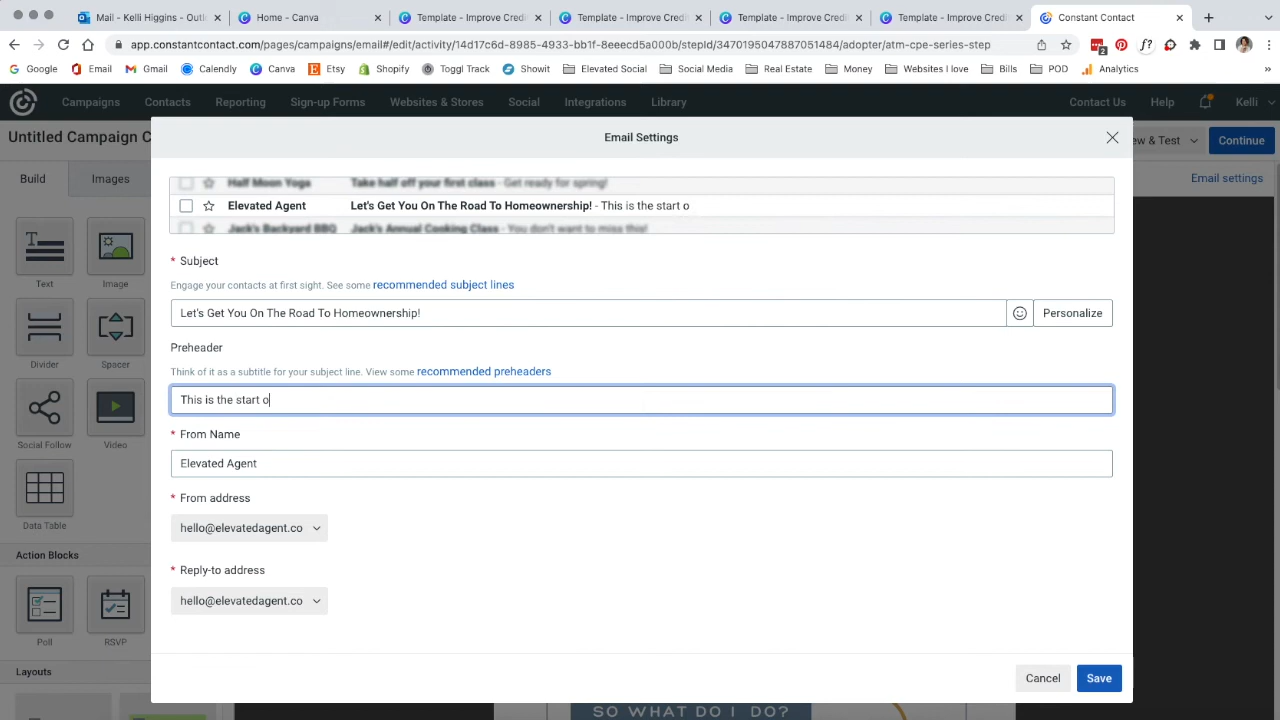 Mail - Kelli Higgins - Outl
Home - Canva
Template - Improve Credi
Template - Improve Credi
Template - Improve Credi
Template - Improve Credi
Constant Contact
app.constantcontact.com/pages/campaigns/email#/edit/activity/14d17c6d-8985-4933-bb1f-8eeecd5a000b/stepId/3470195047887051484/adopter/atm-cpe-series-step
2
f?
Google
Email
Gmail
Calendly
Canva
Etsy
Shopify
Toggl Track
Showit
Elevated Social
Social Media
Real Estate
Money
Websites I love
Bills
POD
Analytics
»
Campaigns
Contacts
Reporting
Sign-up Forms
Websites & Stores
Social
Integrations
Library
Contact Us
Help
Kelli
Untitled Campaign C
Email Settings
ew & Test
Continue
Build
Images
Email settings
Half Moon Yoga
Take half off your first class - Get ready for spring!
Elevated Agent
Let's Get You On The Road To Homeownership! - This is the start o
Jack's Backyard BBQ
Jack's Annual Cooking Class - You don't want to miss this!
Text
Image
* Subject
Engage your contacts at first sight. See some recommended subject lines
Let's Get You On The Road To Homeownership!
Personalize
Preheader
Divider
Spacer
Think of it as a subtitle for your subject line. View some recommended preheaders
This is the start o
* From Name
Social Follow
Video
Elevated Agent
* From address
Data Table
hello@elevatedagent.co
Action Blocks
* Reply-to address
hello@elevatedagent.co
Poll
RSVP
Layouts
Cancel
Save
SO WHAT DO I DO?